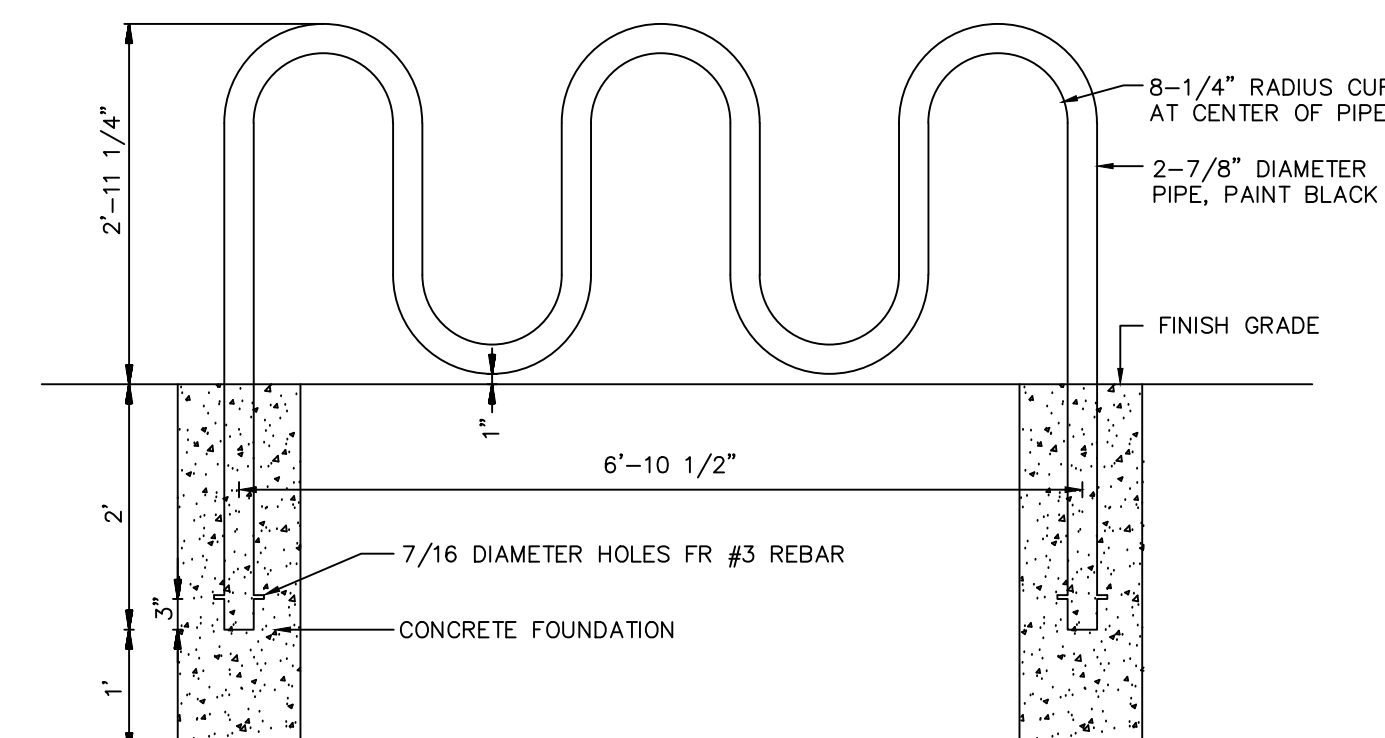 2'-11 1/4"
8-1/4" RADIUS
AT CENTER OF PIPE
2-7/8" DIAMETER
PIPE, PAINT BLACK
FINISH GRADE
1"
6'-10 1/2"
2'
7/16 DIAMETER HOLES FR #3 REBAR
3"
CONCRETE FOUNDATION
1'